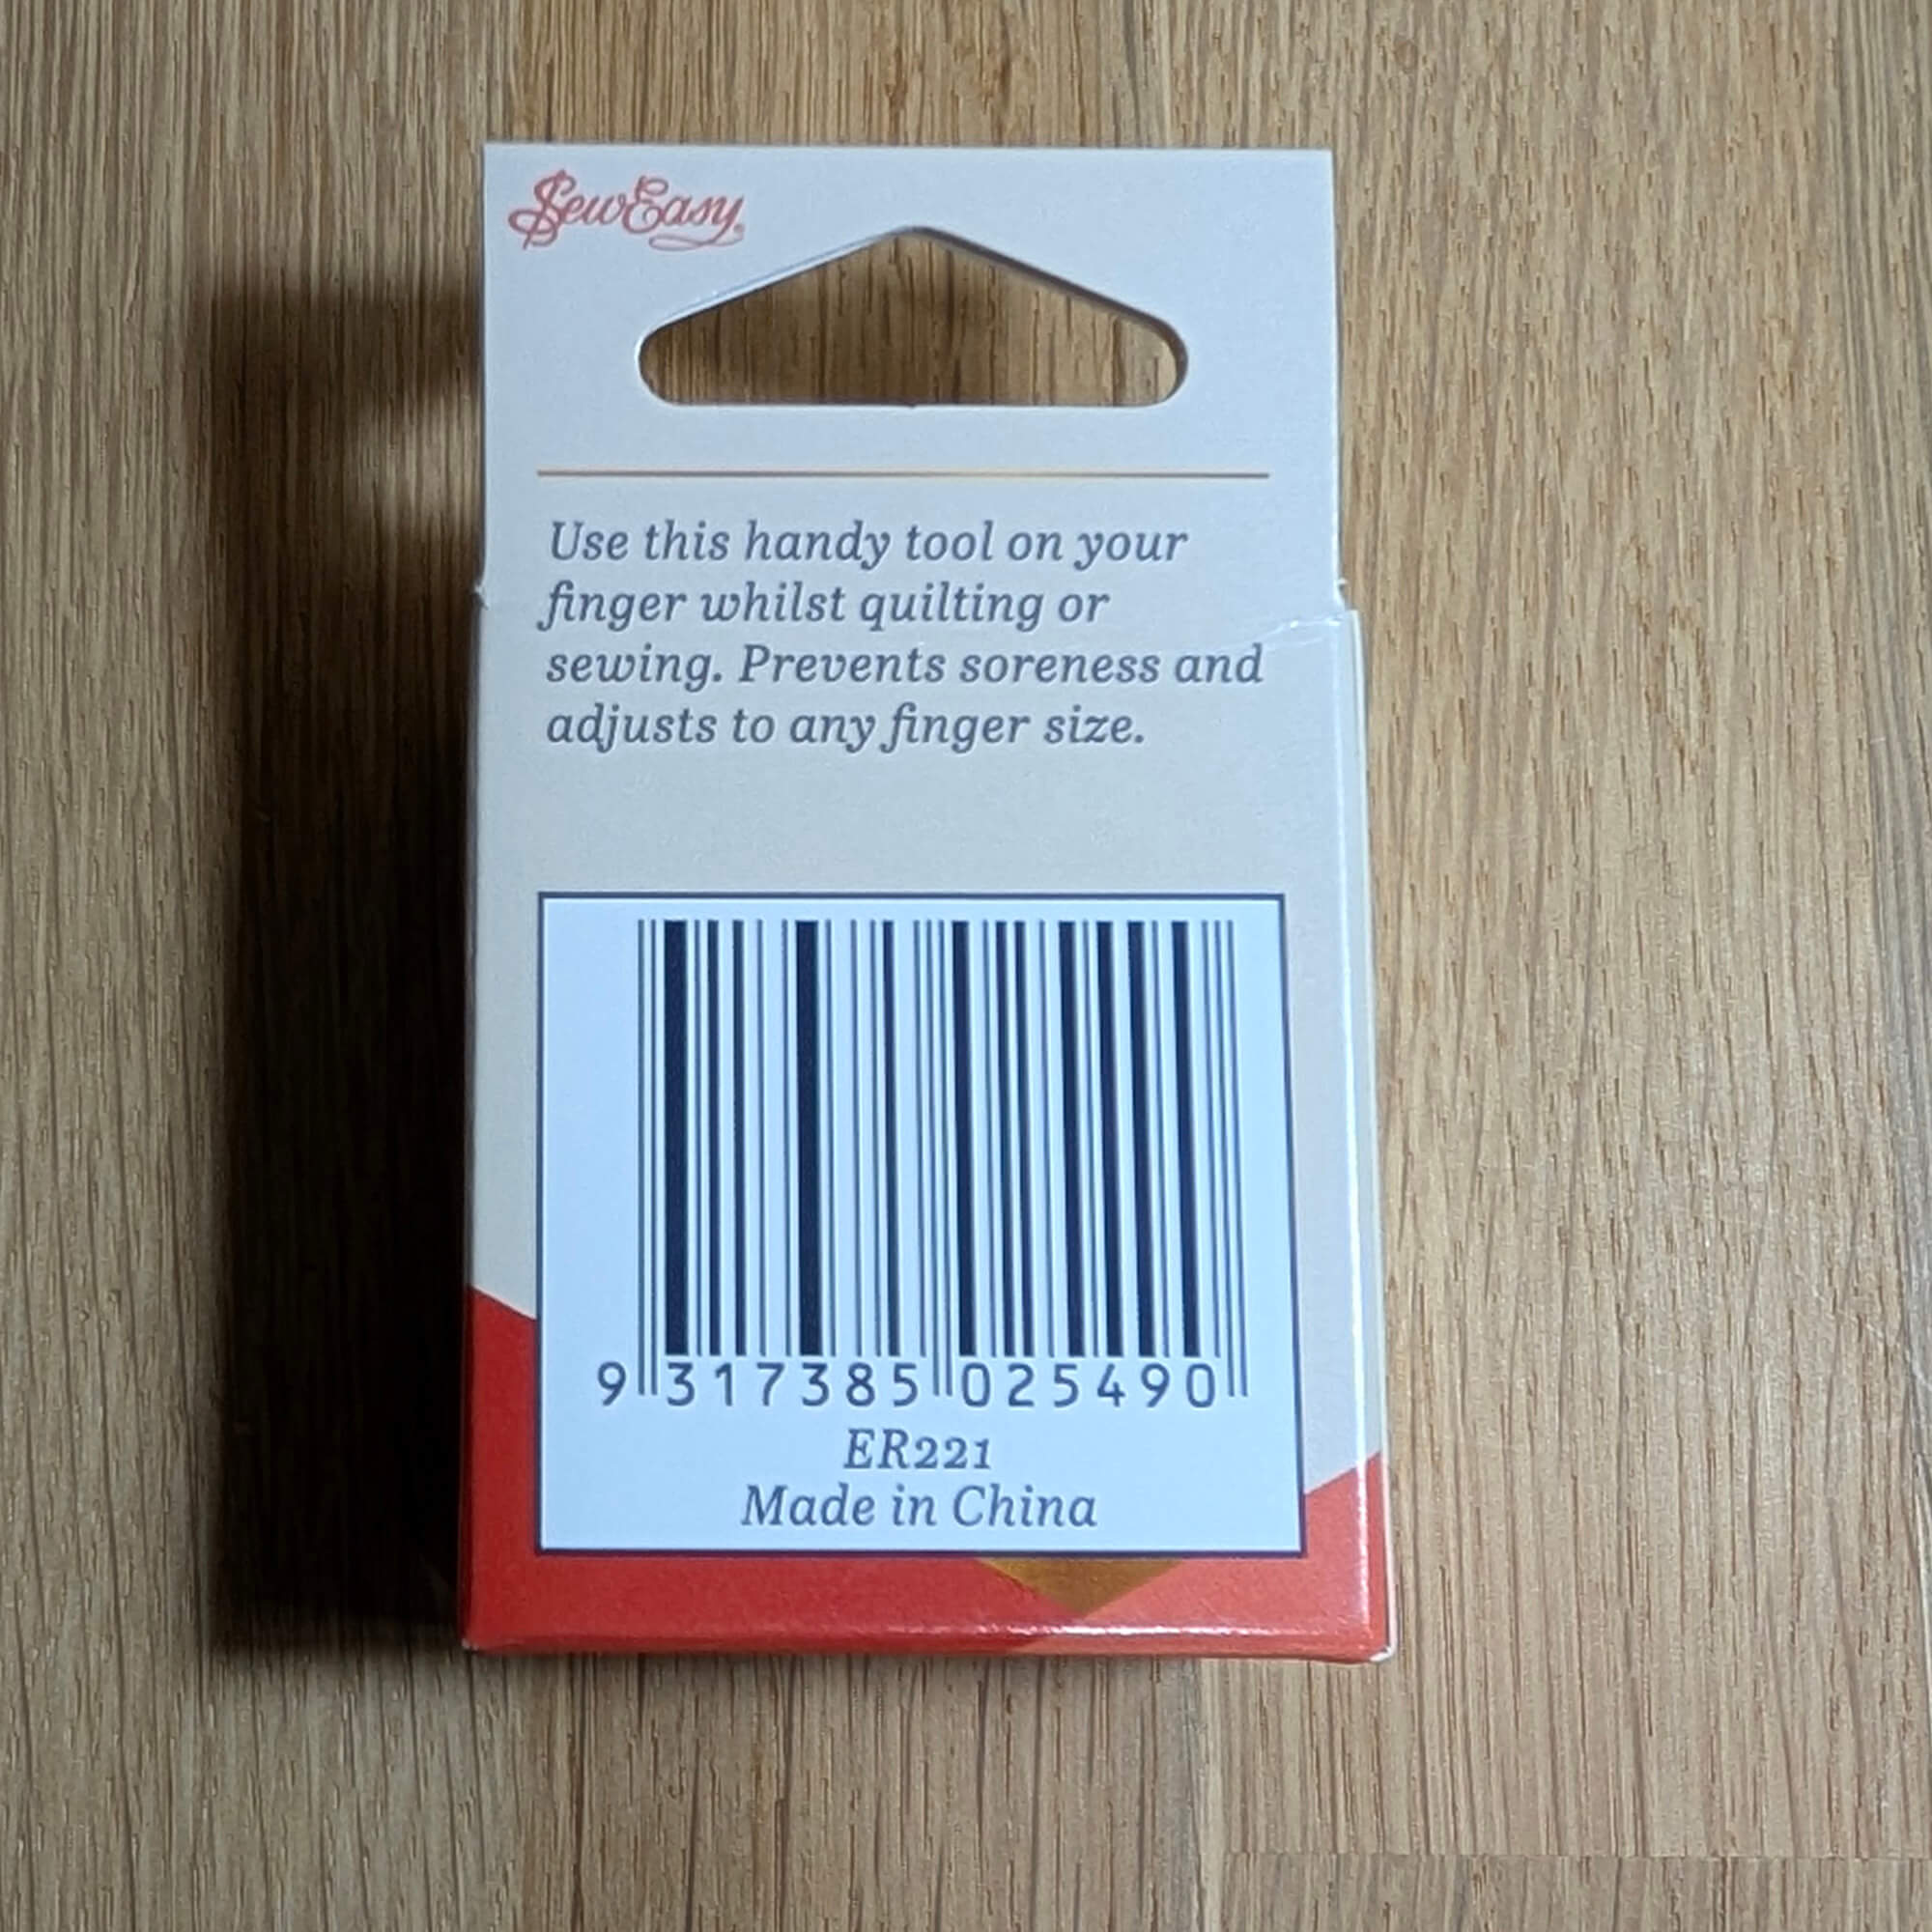 SewEasy
Use this handy tool on your
finger whilst quilting or
sewing. Prevents soreness and
adjusts to any finger size.
9 317385 025490
ER221
Made in China